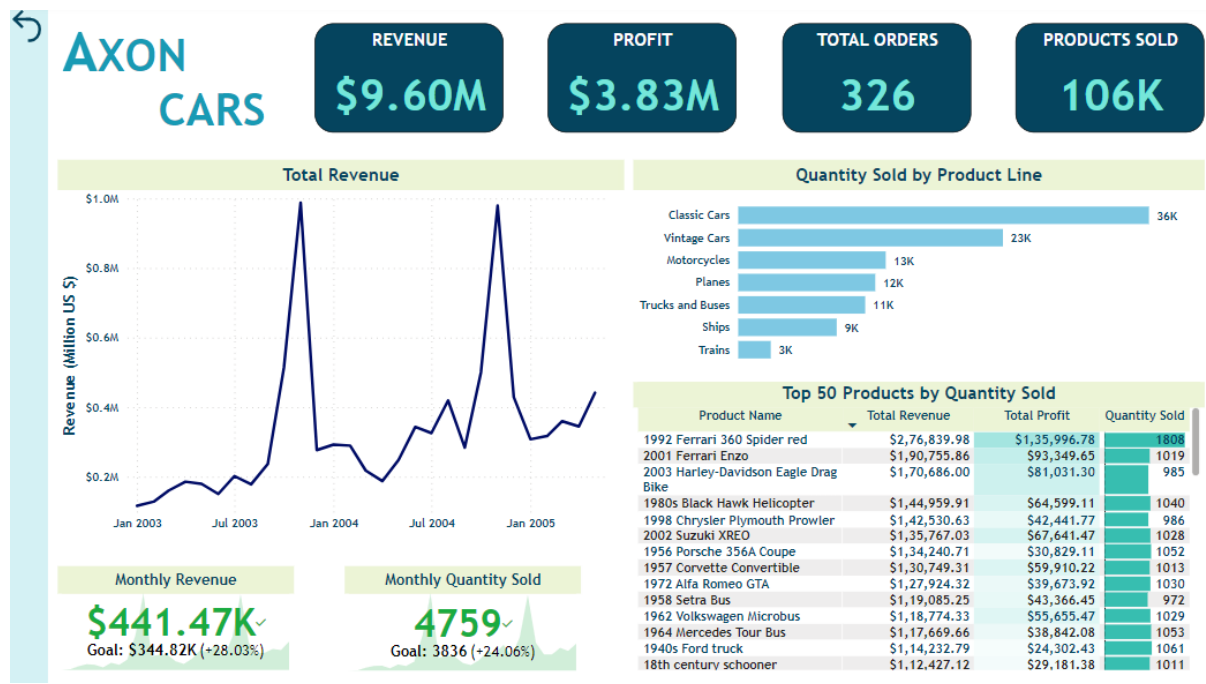 AXON
CARS
REVENUE
$9.60M
PROFIT
$3.83M
TOTAL ORDERS
326
PRODUCTS SOLD
106K
Total Revenue
Revenue (Million US $)
$1.0M
$0.8M
$0.6M
$0.4M
$0.2M
Jan 2003 Jul 2003 Jan 2004 Jul 2004 Jan 2005
Quantity Sold by Product Line
Classic Cars 36K
Vintage Cars 23K
Motorcycles 13K
Planes 12K
Trucks and Buses 11K
Ships 9K
Trains 3K
Top 50 Products by Quantity Sold
Product Name Total Revenue Total Profit Quantity Sold
1992 Ferrari 360 Spider red $2,76,839.98 $1,35,996.78 1808
2001 Ferrari Enzo $1,90,755.86 $93,349.65 1019
2003 Harley-Davidson Eagle Drag $1,70,686.00 $81,031.30 985
Bike
1980s Black Hawk Helicopter $1,44,959.91 $64,599.11 1040
1998 Chrysler Plymouth Prowler $1,42,530.63 $42,441.77 986
2002 Suzuki XREO $1,35,767.03 $67,641.47 1028
1956 Porsche 356A Coupe $1,34,240.71 $30,829.11 1052
1957 Corvette Convertible $1,30,749.31 $59,910.22 1013
1972 Alfa Romeo GTA $1,27,924.32 $39,673.92 1030
1958 Setra Bus $1,19,085.25 $43,366.45 972
1962 Volkswagen Microbus $1,18,774.33 $55,655.47 1029
1964 Mercedes Tour Bus $1,17,669.66 $38,842.08 1053
1940s Ford truck $1,14,232.79 $24,302.43 1061
18th century schooner $1,12,427.12 $29,181.38 1011
Monthly Revenue
$441.47K
Goal: $344.82K (+28.03%)
Monthly Quantity Sold
4759
Goal: 3836 (+24.06%)